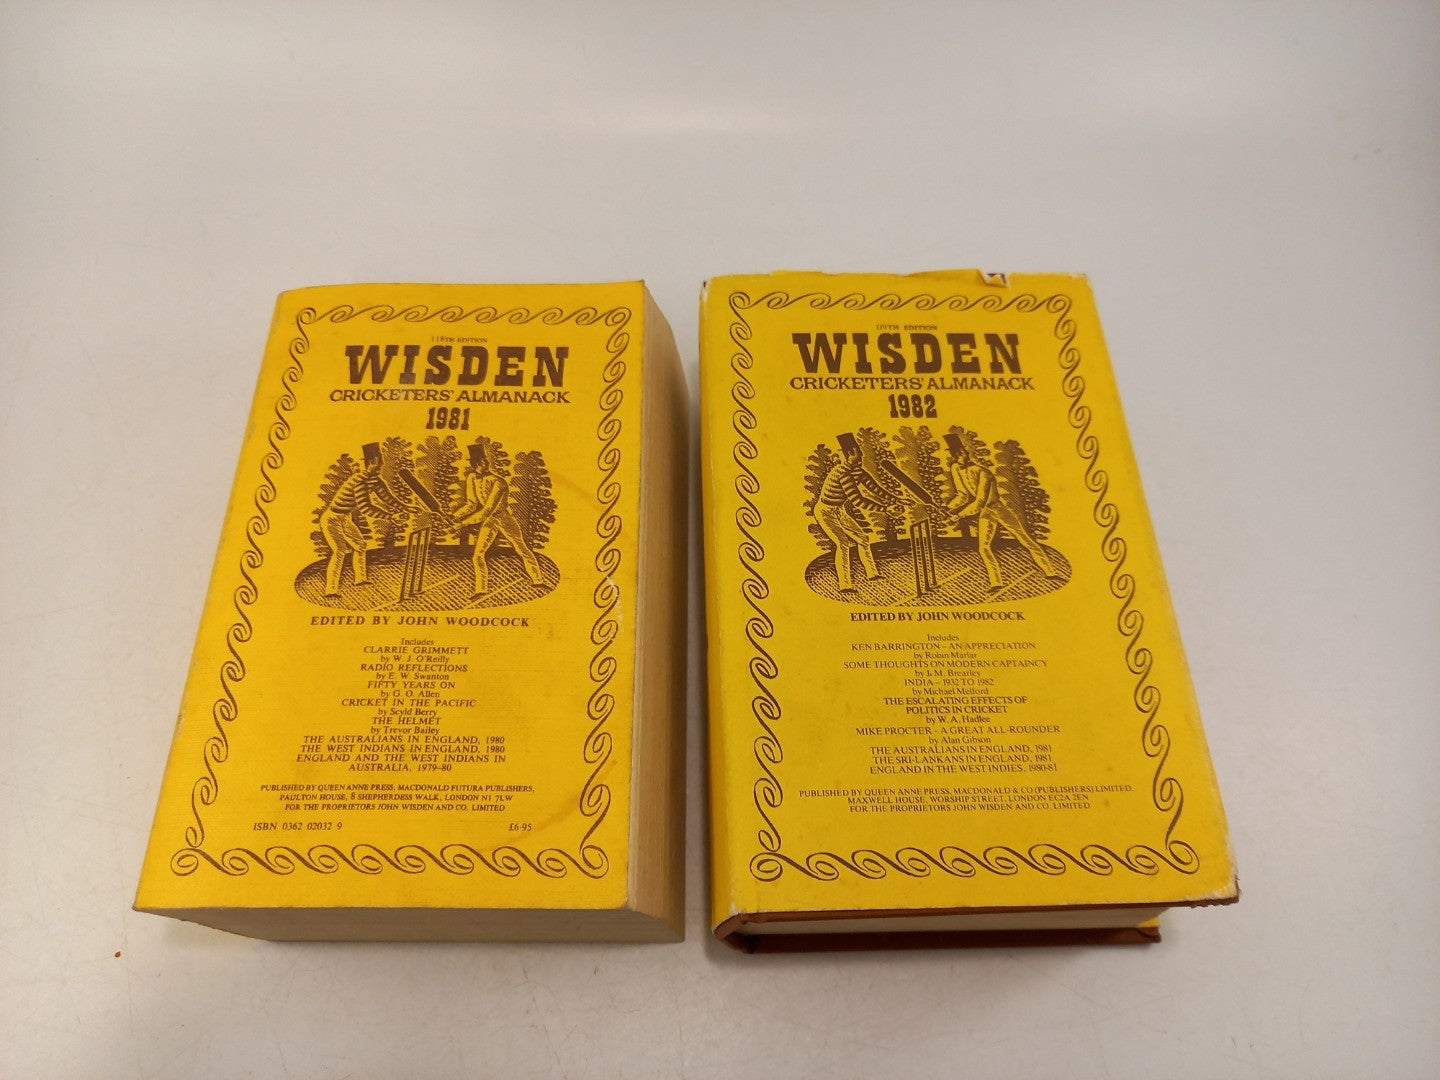 118TH EDITION
WISDEN
CRICKETERS' ALMANACK
1981
EDITED BY JOHN WOODCOCK
Includes
CLARRIE GRIMMETT
by W. J. O'Reilly
RADIO REFLECTIONS
by E. W. Swanton
FIFTY YEARS ON
by G. O. Allen
CRICKET IN THE PACIFIC
by Scyld Berry
THE HELMET
by Trevor Bailey
THE AUSTRALIANS IN ENGLAND, 1980
THE WEST INDIANS IN ENGLAND, 1980
ENGLAND AND THE WEST INDIANS IN
AUSTRALIA, 1979–80
PUBLISHED BY QUEEN ANNE PRESS, MACDONALD FUTURA PUBLISHERS,
PAULTON HOUSE, 8 SHEPHERDESS WALK, LONDON N1 7LW
FOR THE PROPRIETORS JOHN WISDEN AND CO. LIMITED
ISBN 0362 02032 9 £6·95
119TH EDITION
WISDEN
CRICKETERS' ALMANACK
1982
EDITED BY JOHN WOODCOCK
Includes
KEN BARRINGTON – AN APPRECIATION
by Robin Marlar
SOME THOUGHTS ON MODERN CAPTAINCY
by J. M. Brearley
INDIA – 1932 TO 1982
by Michael Melford
THE ESCALATING EFFECTS OF
POLITICS IN CRICKET
by W. A. Hadlee
MIKE PROCTER – A GREAT ALL-ROUNDER
by Alan Gibson
THE AUSTRALIANS IN ENGLAND, 1981
THE SRI-LANKANS IN ENGLAND, 1981
ENGLAND IN THE WEST INDIES, 1980-81
PUBLISHED BY QUEEN ANNE PRESS, MACDONALD & CO (PUBLISHERS) LIMITED,
MAXWELL HOUSE, WORSHIP STREET, LONDON EC2A 2EN
FOR THE PROPRIETORS JOHN WISDEN AND CO. LIMITED